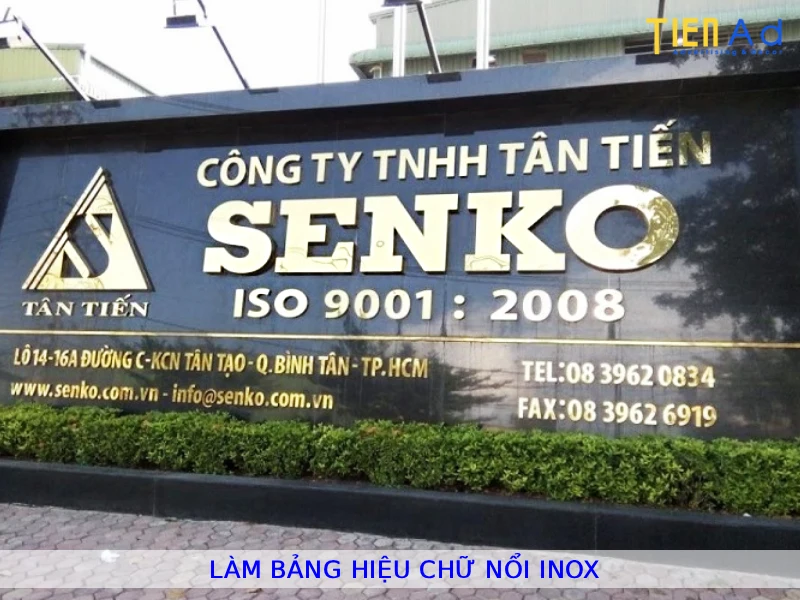 TIEN Ad
CÔNG TY TNHH TÂN TIẾN
SENKO
ISO 9001 : 2008
TÂN TIẾN
LÔ 14-16A ĐƯỜNG C-KCN TÂN TẠO - Q.BÌNH TÂN - TP.HCM
www.senko.com.vn - info@senko.com.vn
TEL:08 3962 0834
FAX:08 3962 6919
LÀM BẢNG HIỆU CHỮ NỔI INOX